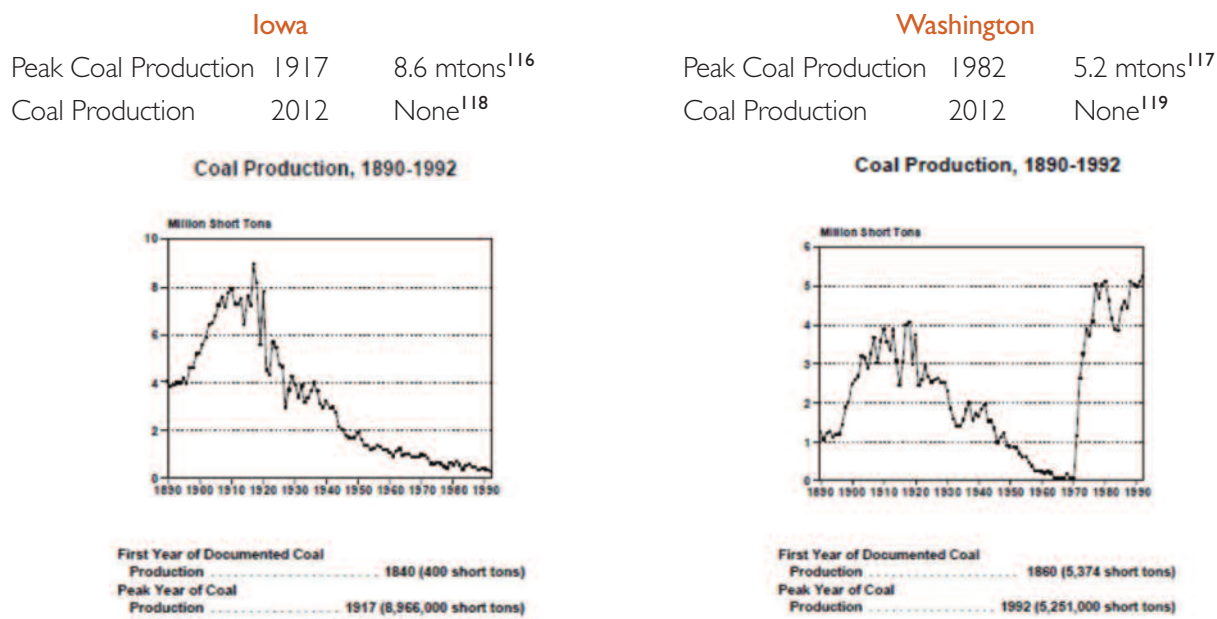 Iowa
Peak Coal Production 1917 8.6 mtons116
Coal Production 2012 None118
Coal Production, 1890-1992
Million Short Tons
10
8
6
4
2
0
1890 1900 1910 1920 1930 1940 1950 1960 1970 1980 1990
First Year of Documented Coal
Production .......................... 1840 (400 short tons)
Peak Year of Coal
Production .................... 1917 (8,966,000 short tons)
Washington
Peak Coal Production 1982 5.2 mtons117
Coal Production 2012 None119
Coal Production, 1890-1992
Million Short Tons
6
5
4
3
2
1
0
1890 1900 1910 1920 1930 1940 1950 1960 1970 1980 1990
First Year of Documented Coal
Production ........................ 1860 (5,374 short tons)
Peak Year of Coal
Production .................... 1992 (5,251,000 short tons)